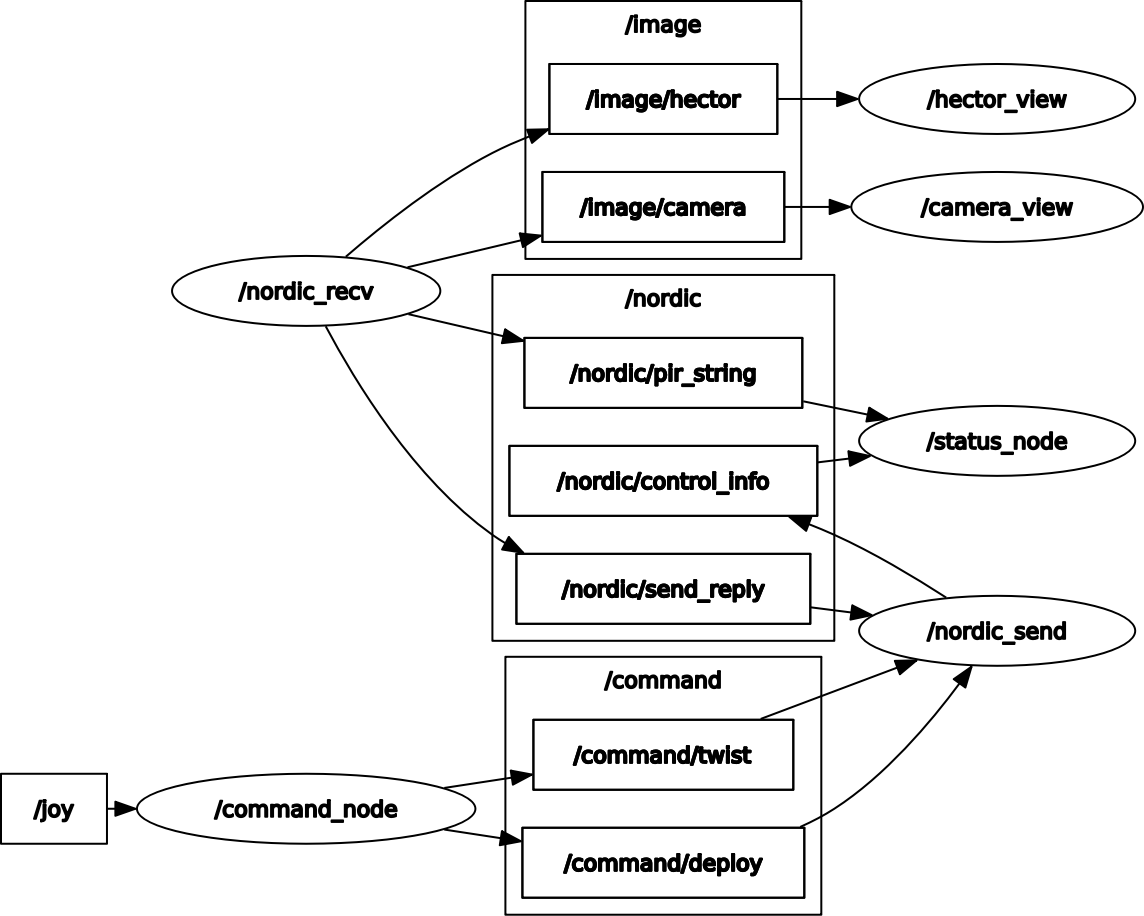 /image
/image/hector
/hector_view
/image/camera
/camera_view
/nordic_recv
/nordic
/nordic/pir_string
/status_node
/nordic/control_info
/nordic/send_reply
/nordic_send
/command
/command/twist
/joy
/command_node
/command/deploy